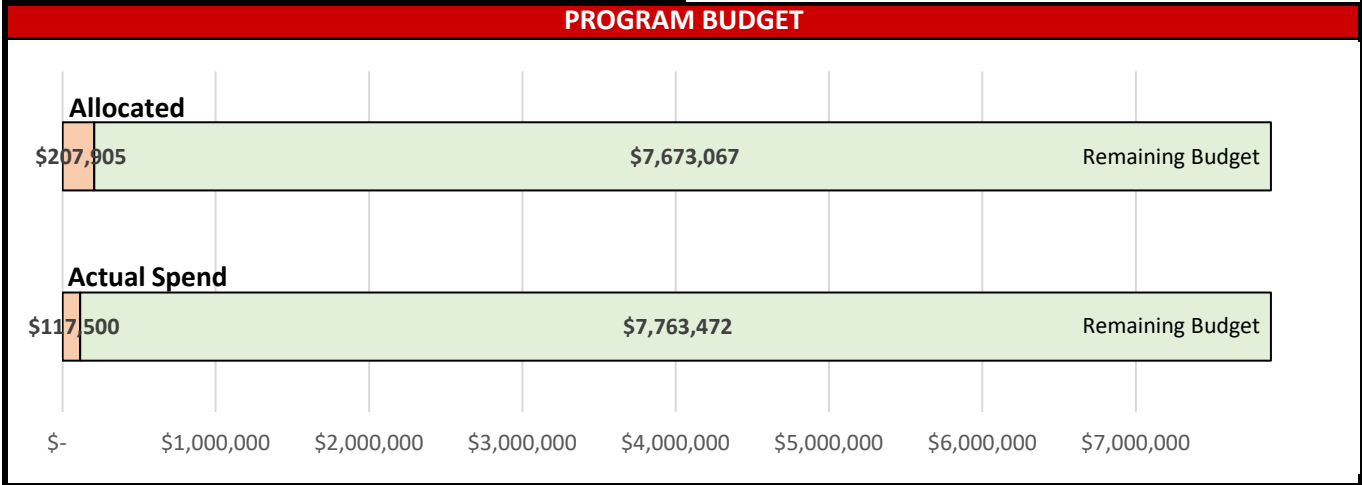 PROGRAM BUDGET
Allocated
$207,905 $7,673,067 Remaining Budget
Actual Spend
$117,500 $7,763,472 Remaining Budget
$- $1,000,000 $2,000,000 $3,000,000 $4,000,000 $5,000,000 $6,000,000 $7,000,000